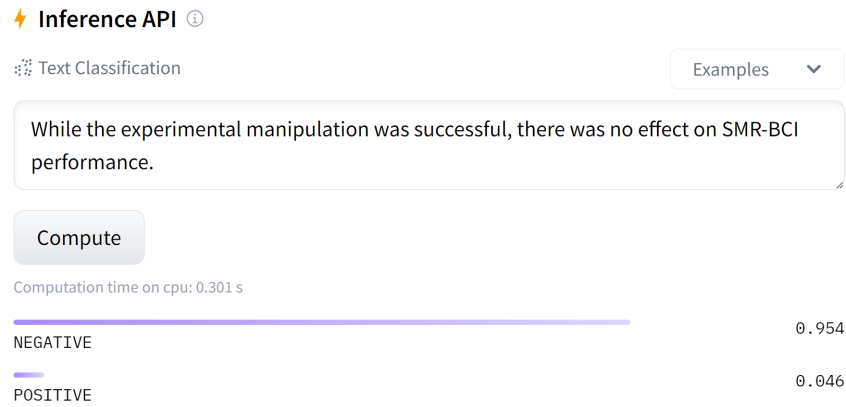 Inference API
Text Classification
Examples
While the experimental manipulation was successful, there was no effect on SMR-BCI
performance.
Compute
Computation time on cpu: 0.301 s
0.954
NEGATIVE
0.046
POSITIVE